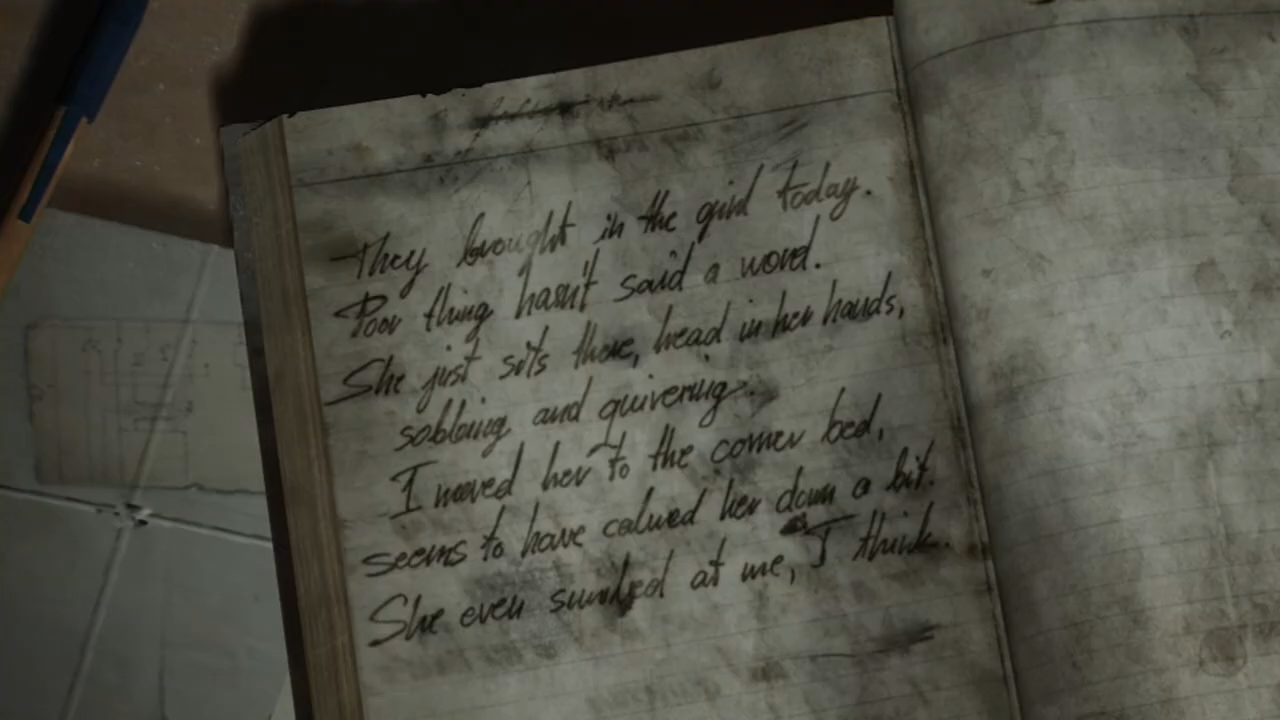 They brought in the girl today.
Poor thing hasn't said a word.
She just sits there, head in her hands,
sobbing and quivering.
I moved her to the corner bed,
seems to have calmed her down a bit.
She even smiled at me, I think.